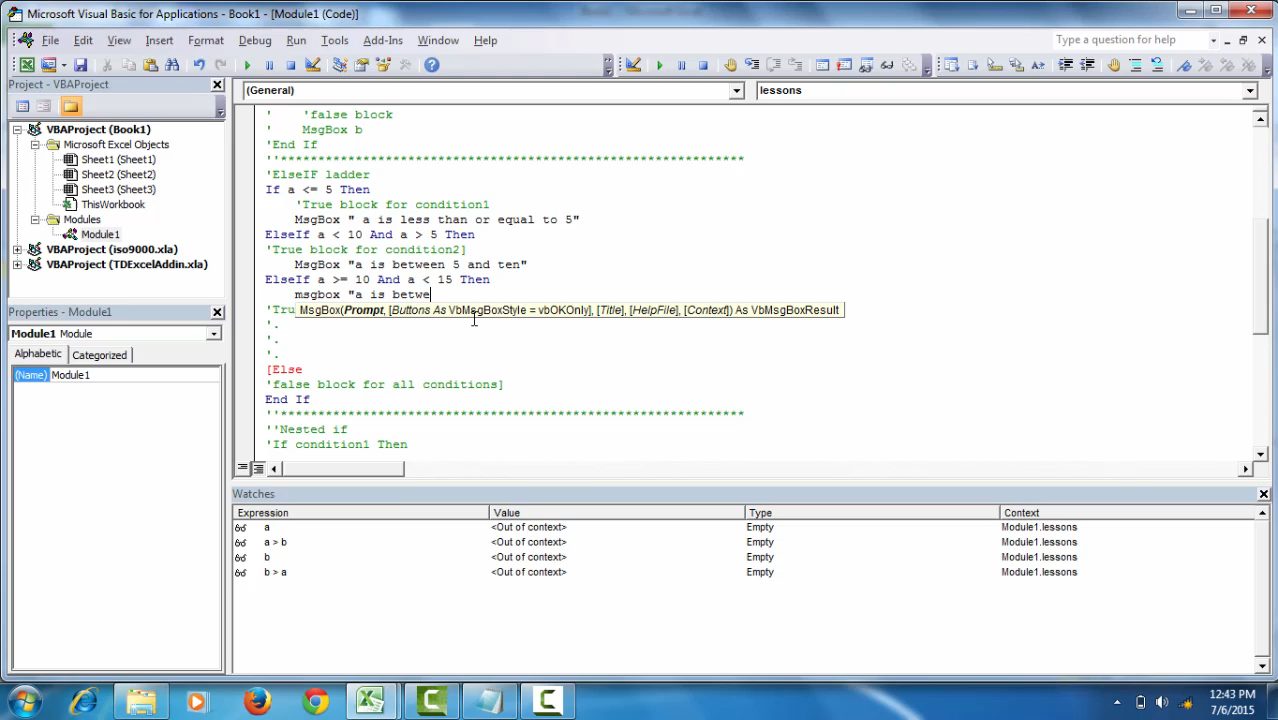 Microsoft Visual Basic for Applications - Book1 - [Module1 (Code)]
File Edit View Insert Format Debug Run Tools Add-Ins Window Help
Type a question for help
Project - VBAProject
(General)
lessons
VBAProject (Book1)
Microsoft Excel Objects
Sheet1 (Sheet1)
Sheet2 (Sheet2)
Sheet3 (Sheet3)
ThisWorkbook
Modules
Module1
VBAProject (iso9000.xla)
VBAProject (TDExcelAddin.xla)
Properties - Module1
Module1 Module
Alphabetic Categorized
(Name) Module1
' 'false block
' MsgBox b
'End If
''**************************************************************
'ElseIF ladder
If a <= 5 Then
'True block for condition1
MsgBox " a is less than or equal to 5"
ElseIf a < 10 And a > 5 Then
'True block for condition2]
MsgBox "a is between 5 and ten"
ElseIf a >= 10 And a < 15 Then
msgbox "a is betwe
'Tru
MsgBox(Prompt, [Buttons As VbMsgBoxStyle = vbOKOnly], [Title], [HelpFile], [Context]) As VbMsgBoxResult
'.
'.
'.
[Else
'false block for all conditions]
End If
''**************************************************************
''Nested if
'If condition1 Then
Watches
Expression Value Type Context
a <Out of context> Empty Module1.lessons
a > b <Out of context> Empty Module1.lessons
b <Out of context> Empty Module1.lessons
b > a <Out of context> Empty Module1.lessons
12:43 PM
7/6/2015